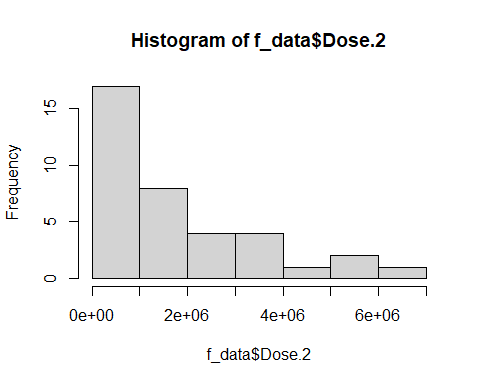 Histogram of f_data$Dose.2
Frequency
15
10
5
0
0e+00 2e+06 4e+06 6e+06
f_data$Dose.2